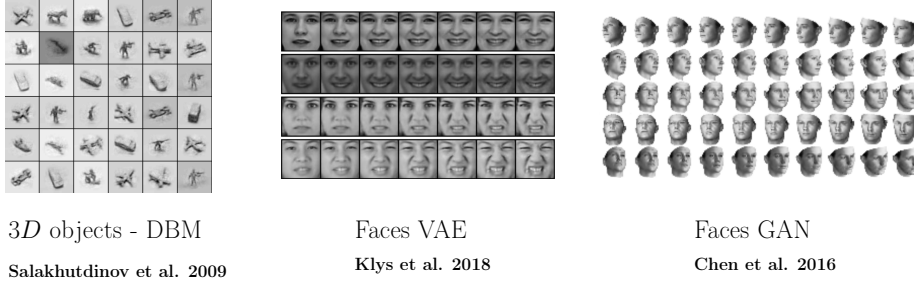 3D objects - DBM
Salakhutdinov et al. 2009
Faces VAE
Klys et al. 2018
Faces GAN
Chen et al. 2016